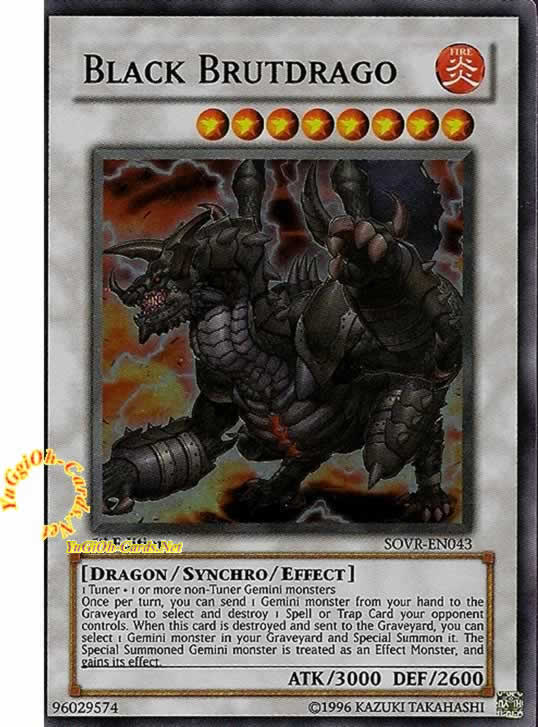 BLACK BRUTDRAGO
FIRE
炎
YuGgiOh-Cards.Net
Edition
YuGiOh-Cards.Net
SOVR-EN043
[DRAGON/SYNCHRO/EFFECT]
1 Tuner + 1 or more non-Tuner Gemini monsters
Once per turn, you can send 1 Gemini monster from your hand to the
Graveyard to select and destroy 1 Spell or Trap Card your opponent
controls. When this card is destroyed and sent to the Graveyard, you can
select 1 Gemini monster in your Graveyard and Special Summon it. The
Special Summoned Gemini monster is treated as an Effect Monster, and
gains its effect.
ATK/3000 DEF/2600
96029574
©1996 KAZUKI TAKAHASHI